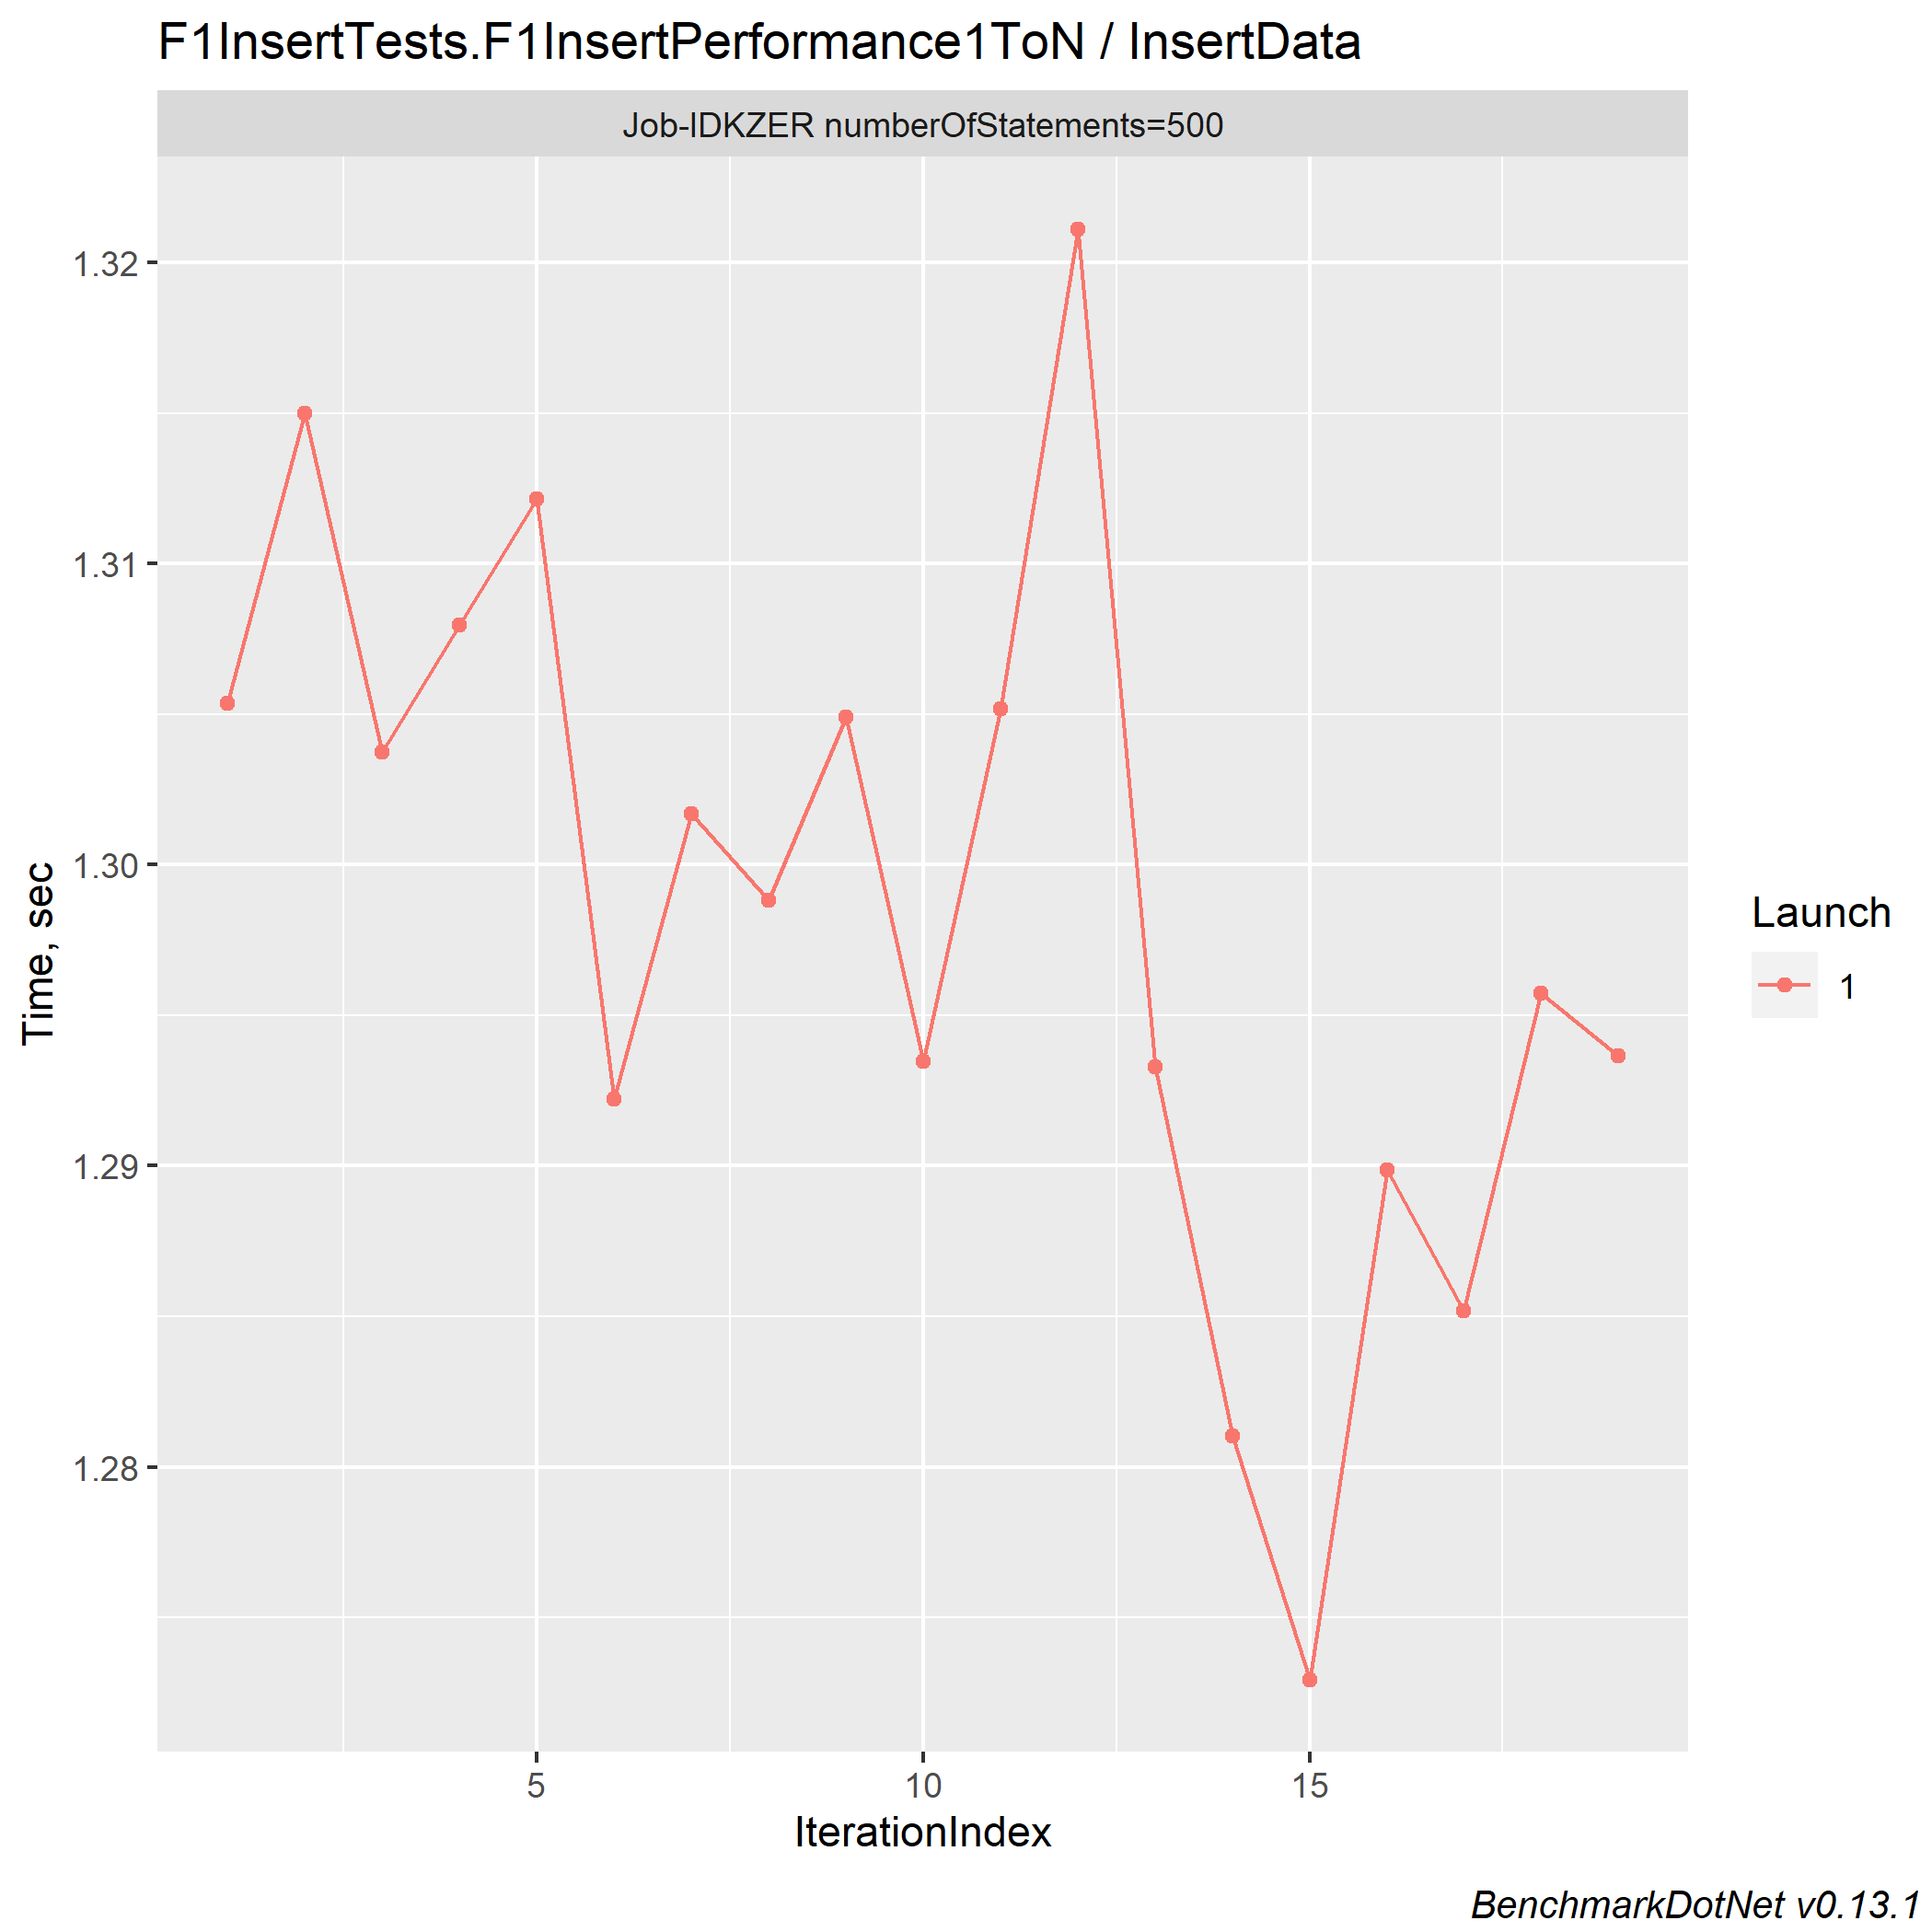 F1InsertTests.F1InsertPerformance1ToN / InsertData
Job-IDKZER numberOfStatements=500
1.32
1.31
1.30
1.29
1.28
Time, sec
5
10
15
IterationIndex
Launch
1
BenchmarkDotNet v0.13.1